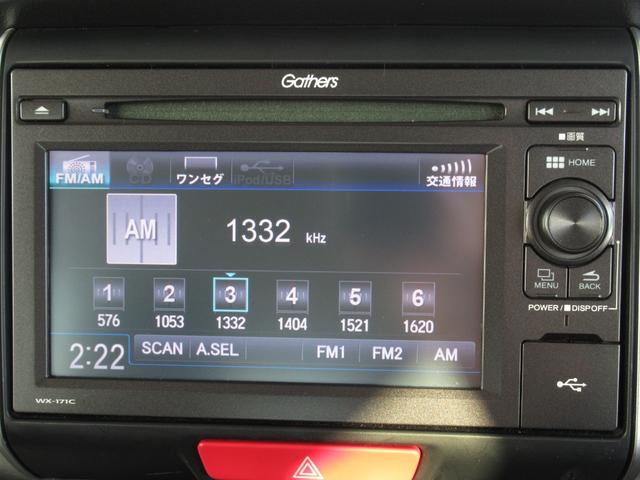 Gathers
■画質
HOME
FM/AM CD ワンセグ iPod/USB 交通情報
AM 1332 kHz
1 2 3 4 5 6
576 1053 1332 1404 1521 1620
MENU BACK
POWER/■DISPOFF
2:22 SCAN A.SEL FM1 FM2 AM
WX-171C